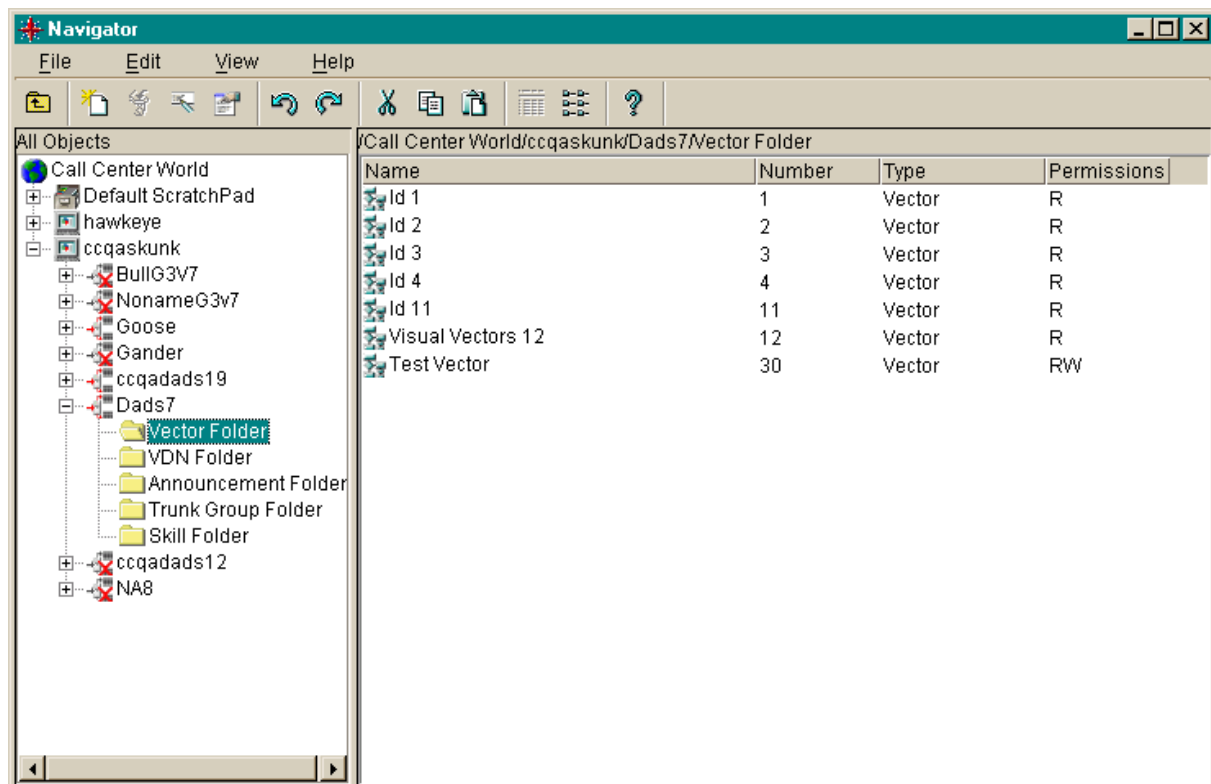 Navigator
File Edit View Help
All Objects
Call Center World
Default ScratchPad
hawkeye
ccqaskunk
BullG3V7
NonameG3v7
Goose
Gander
ccqadads19
Dads7
Vector Folder
VDN Folder
Announcement Folder
Trunk Group Folder
Skill Folder
ccqadads12
NA8
/Call Center World/ccqaskunk/Dads7/Vector Folder
Name Number Type Permissions
Id 1 1 Vector R
Id 2 2 Vector R
Id 3 3 Vector R
Id 4 4 Vector R
Id 11 11 Vector R
Visual Vectors 12 12 Vector R
Test Vector 30 Vector RW